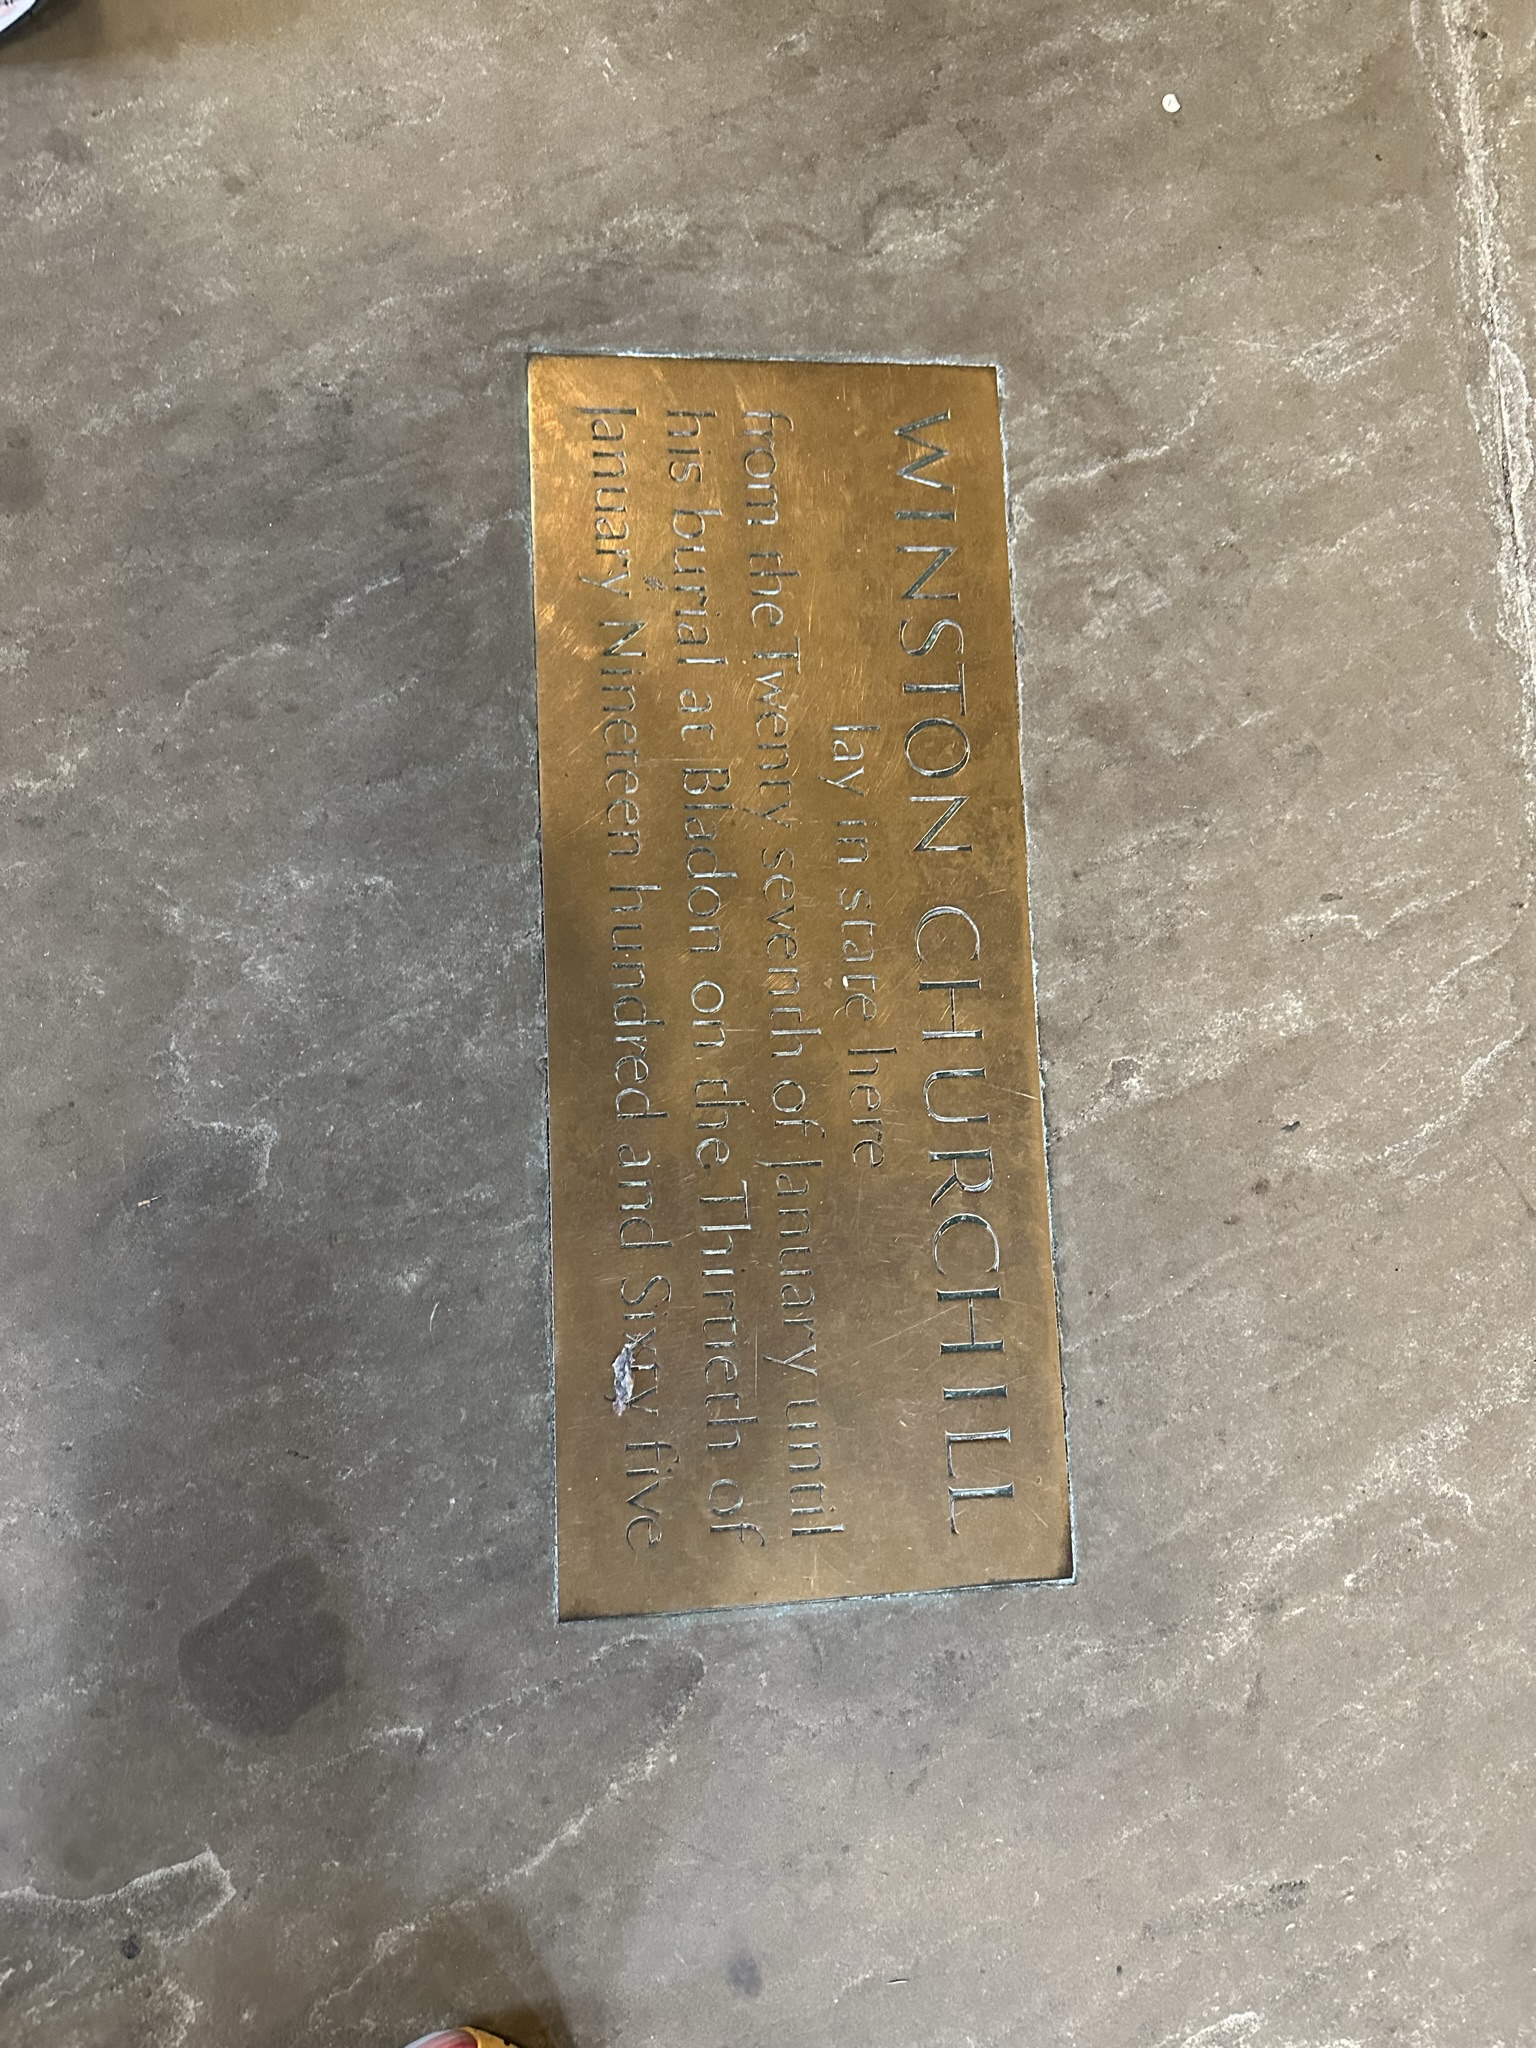 WINSTON CHURCHILL
lay in state here
from the Twenty seventh of January until
his burial at Bladon on the Thirtieth of
January Nineteen hundred and Sixty five